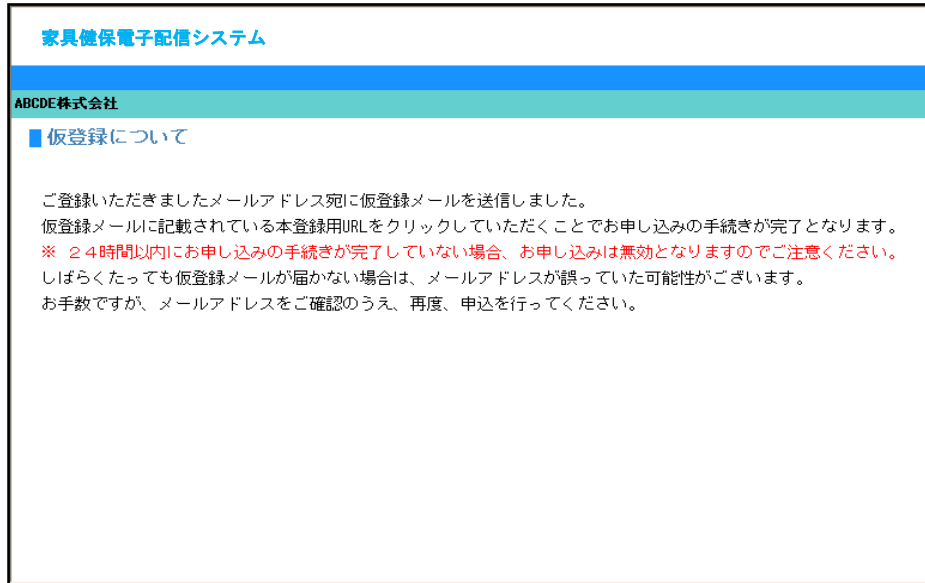 家具健保電子配信システム
ABCDE株式会社
■仮登録について
ご登録いただきましたメールアドレス宛に仮登録メールを送信しました。
仮登録メールに記載されている本登録用URLをクリックしていただくことでお申し込みの手続きが完了となります。
※ ２４時間以内にお申し込みの手続きが完了していない場合、お申し込みは無効となりますのでご注意ください。
しばらくたっても仮登録メールが届かない場合は、メールアドレスが誤っていた可能性がございます。
お手数ですが、メールアドレスをご確認のうえ、再度、申込を行ってください。